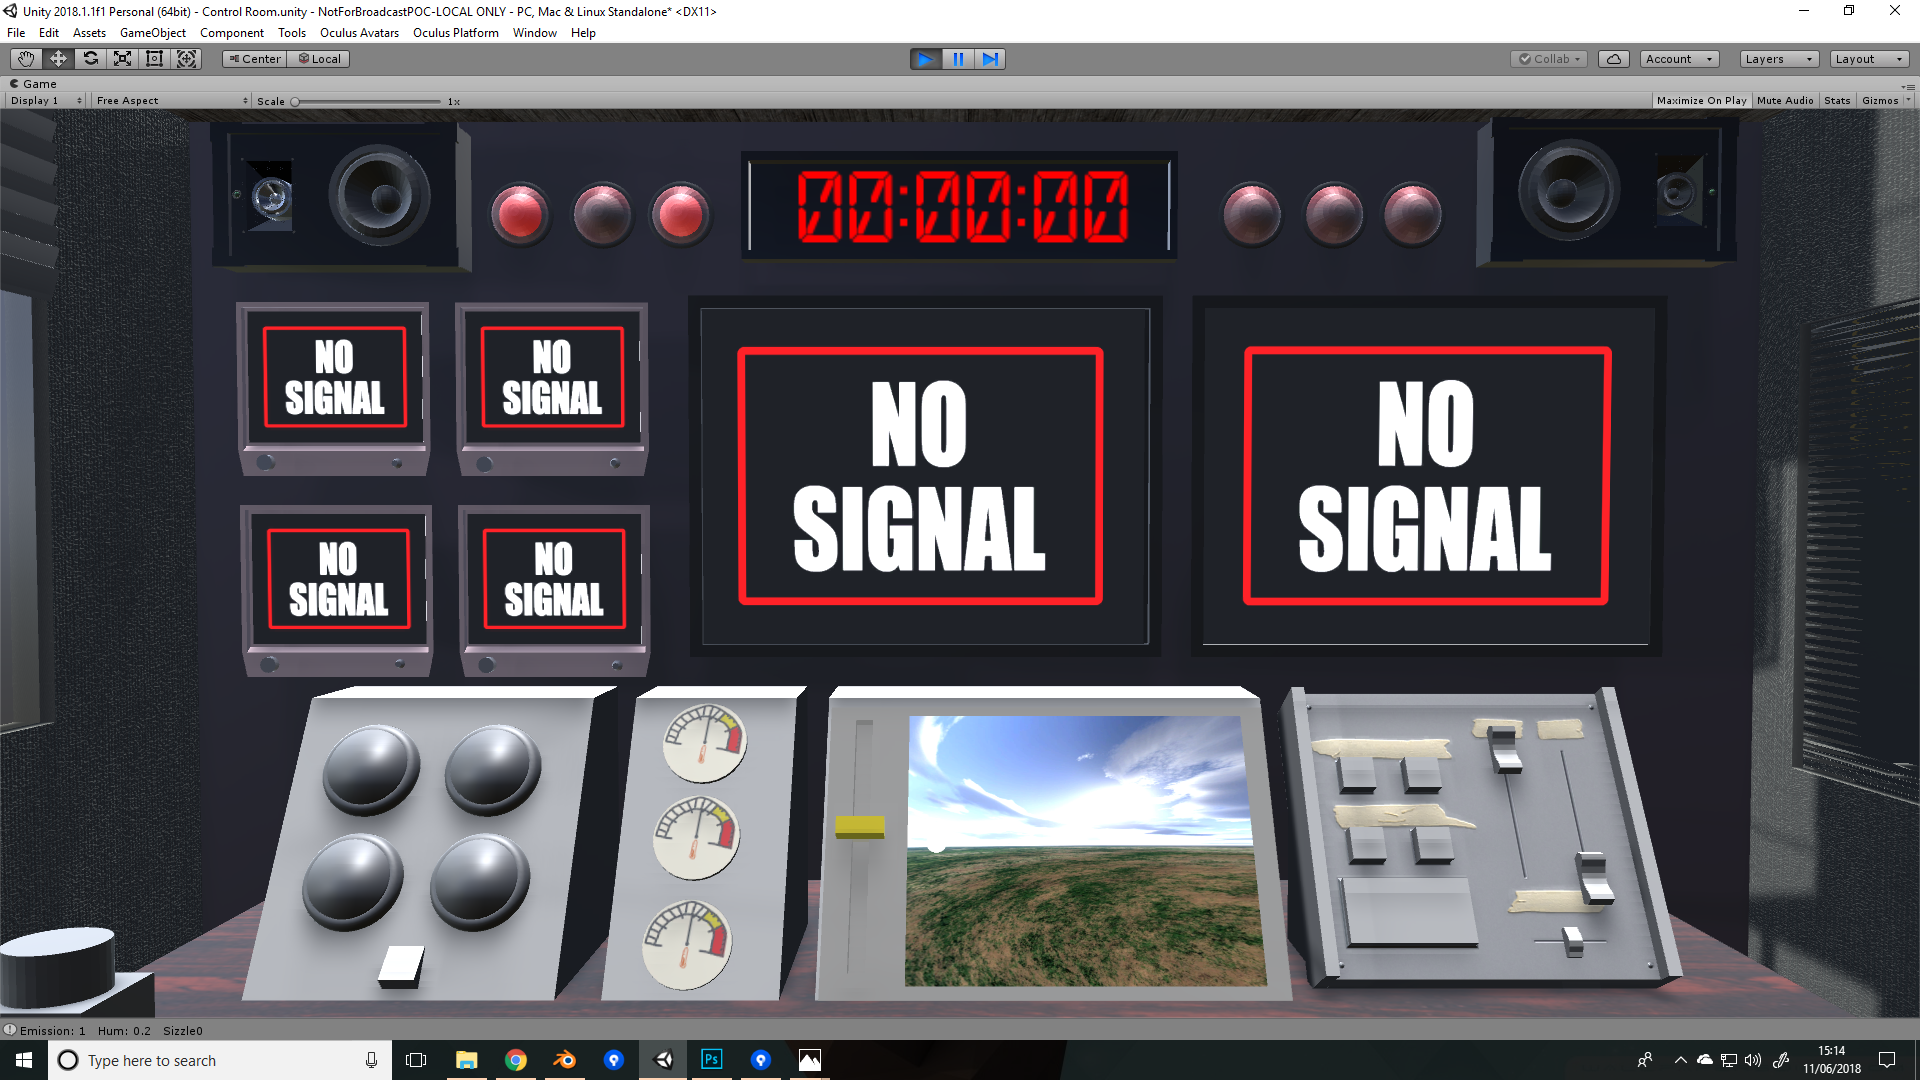 Unity 2018.1.1f1 Personal (64bit) - Control Room.unity - NotForBroadcastPOC-LOCAL ONLY - PC, Mac & Linux Standalone* <DX11>
File Edit Assets GameObject Component Tools Oculus Avatars Oculus Platform Window Help
Center Local Collab Account Layers Layout
Game
Display 1 Free Aspect Scale 1x Maximize On Play Mute Audio Stats Gizmos
00:00:00
NO
SIGNAL
NO
SIGNAL
NO
SIGNAL
NO
SIGNAL
NO
SIGNAL
NO
SIGNAL
Emission: 1 Hum: 0.2 Sizzle0
Type here to search
Ps
15:14
11/06/2018